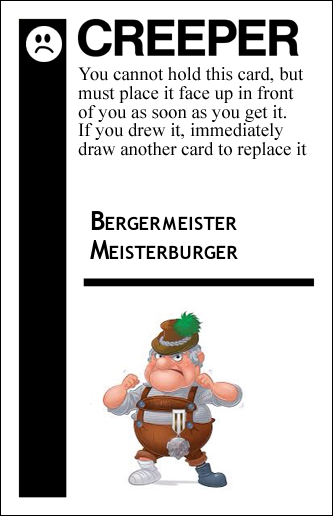 CREEPER
You cannot hold this card, but
must place it face up in front
of you as soon as you get it.
If you drew it, immediately
draw another card to replace it
BERGERMEISTER
MEISTERBURGER